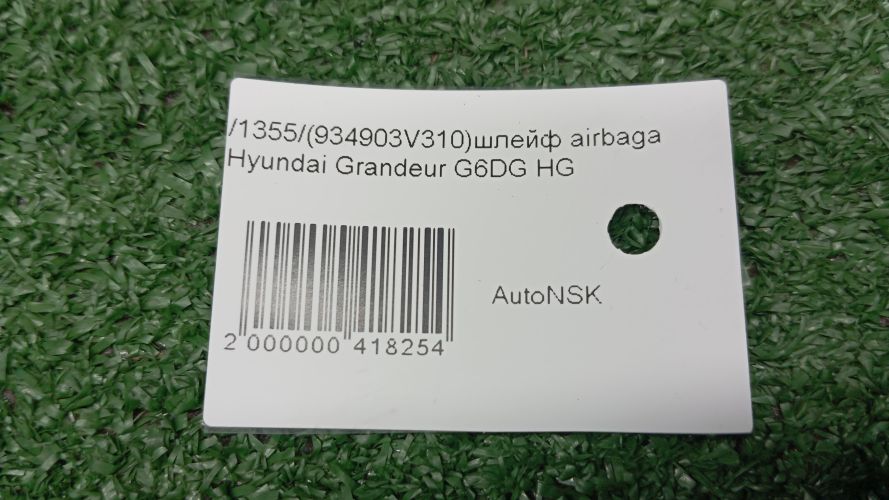 /1355/(934903V310)шлейф airbaga
Hyundai Grandeur G6DG HG
AutoNSK
2 000000 418254